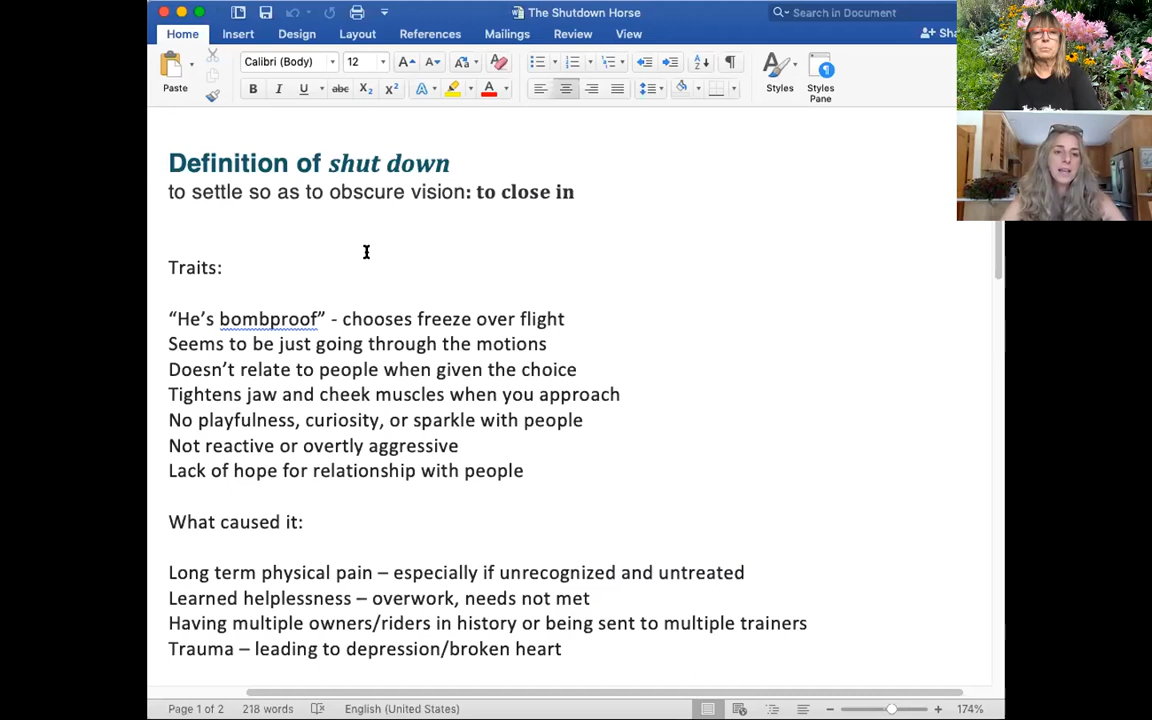 The Shutdown Horse
Search in Document
Home Insert Design Layout References Mailings Review View Sha
Paste
Calibri (Body) 12
Styles
Styles Pane
Definition of shut down
to settle so as to obscure vision: to close in
Traits:
“He’s bombproof” - chooses freeze over flight
Seems to be just going through the motions
Doesn’t relate to people when given the choice
Tightens jaw and cheek muscles when you approach
No playfulness, curiosity, or sparkle with people
Not reactive or overtly aggressive
Lack of hope for relationship with people
What caused it:
Long term physical pain – especially if unrecognized and untreated
Learned helplessness – overwork, needs not met
Having multiple owners/riders in history or being sent to multiple trainers
Trauma – leading to depression/broken heart
Page 1 of 2 218 words English (United States) 174%